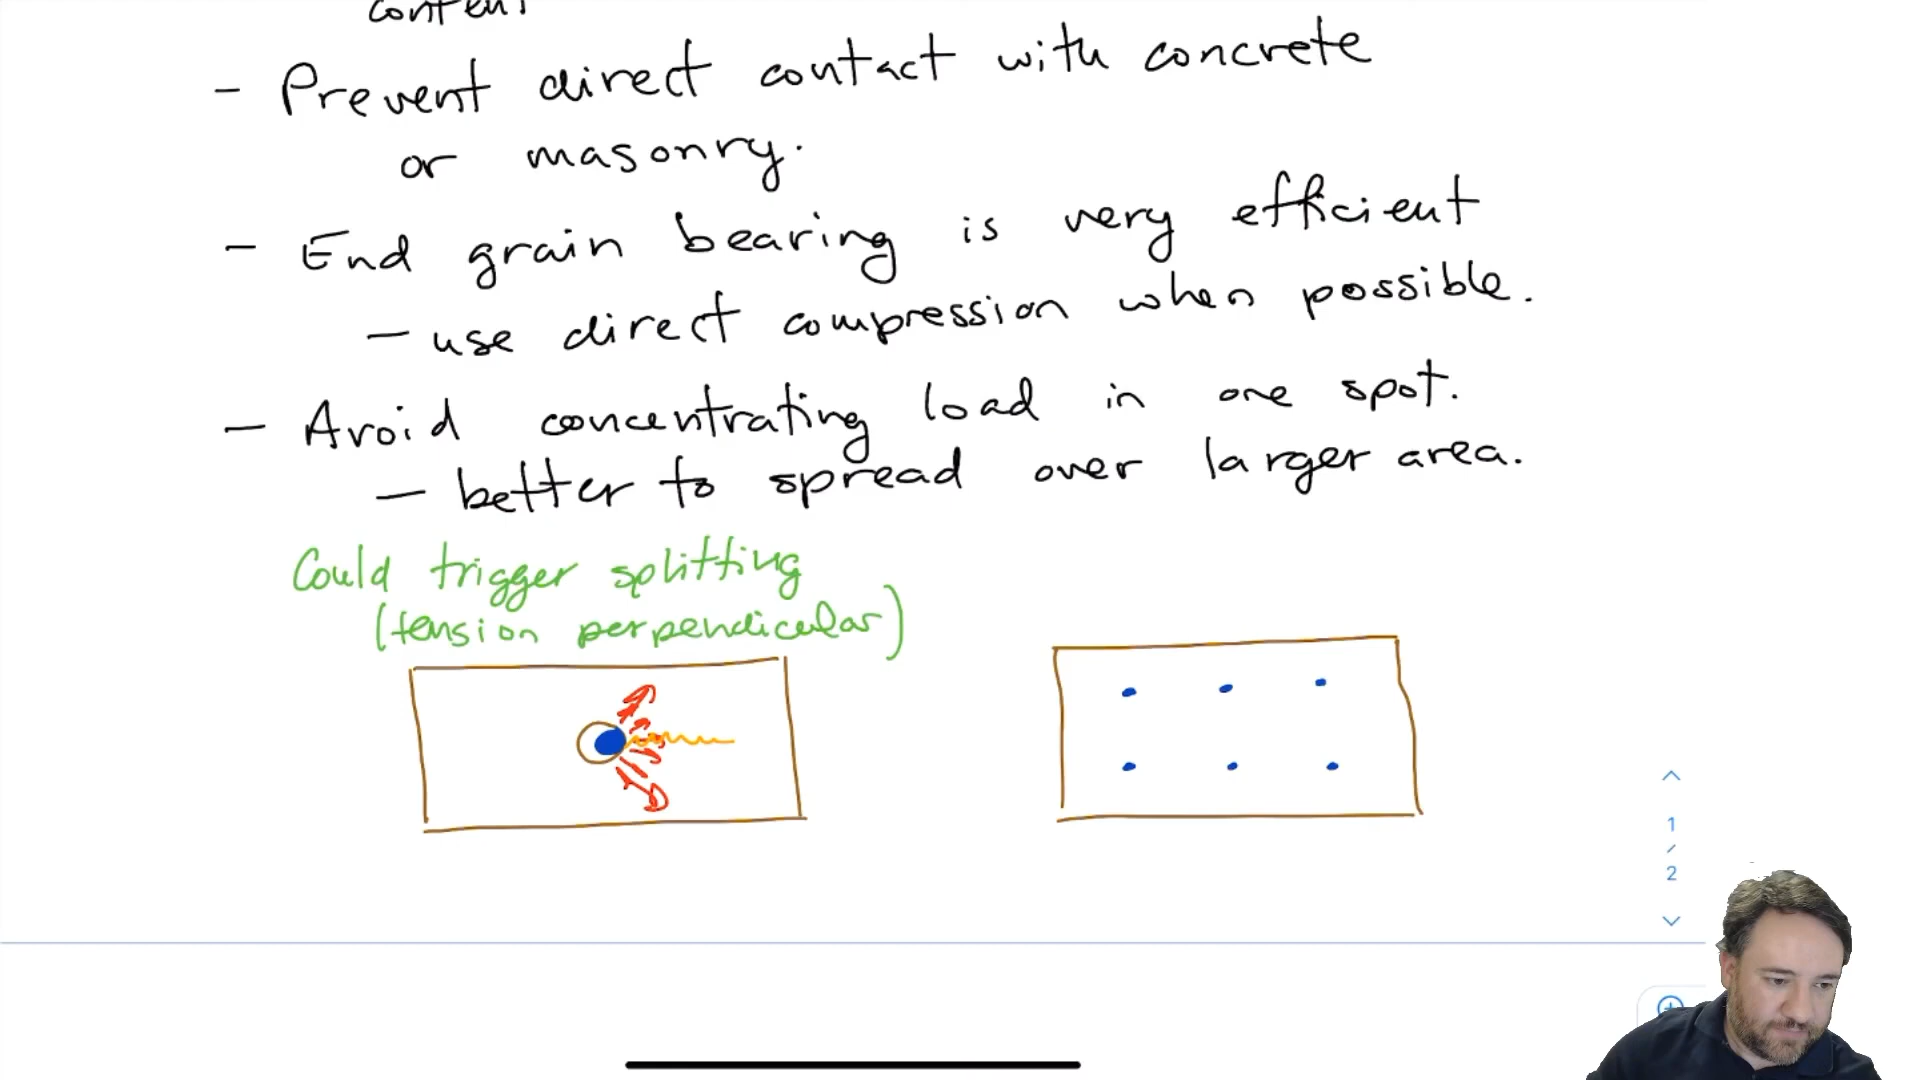 content
- Prevent direct contact with concrete
or masonry.
- End grain bearing is very efficient
- use direct compression when possible.
- Avoid concentrating load in one spot.
- better to spread over larger area.
Could trigger splitting
(tension perpendicular)
1
/
2